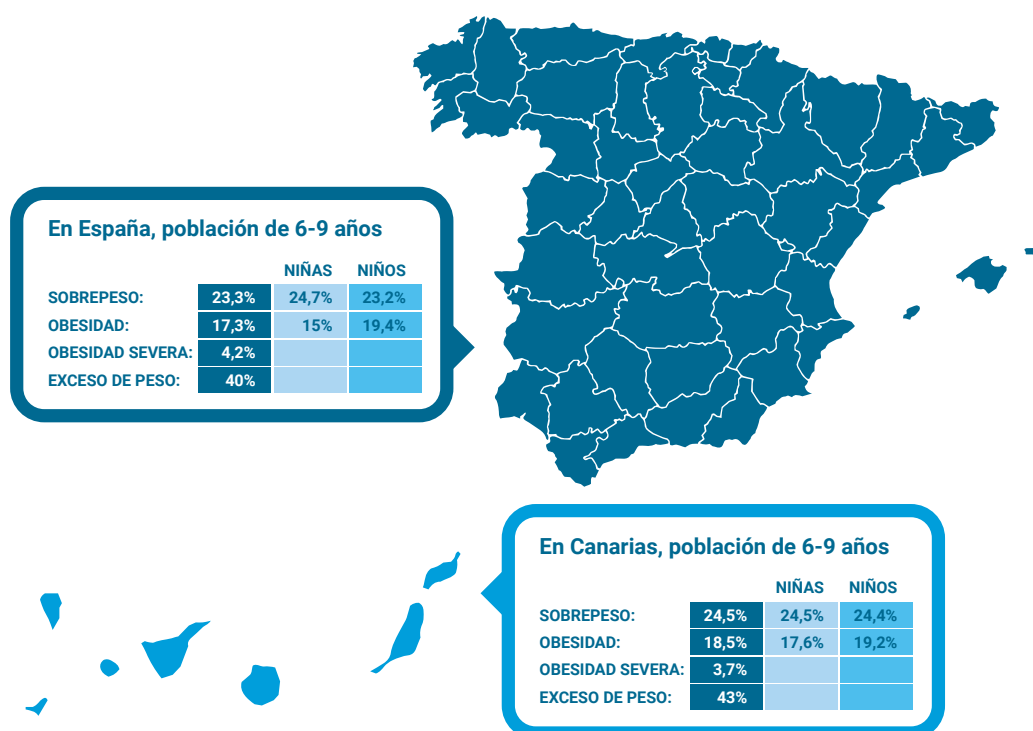 En España, población de 6-9 años
NIÑAS NIÑOS
SOBREPESO: 23,3% 24,7% 23,2%
OBESIDAD: 17,3% 15% 19,4%
OBESIDAD SEVERA: 4,2%
EXCESO DE PESO: 40%
En Canarias, población de 6-9 años
NIÑAS NIÑOS
SOBREPESO: 24,5% 24,5% 24,4%
OBESIDAD: 18,5% 17,6% 19,2%
OBESIDAD SEVERA: 3,7%
EXCESO DE PESO: 43%